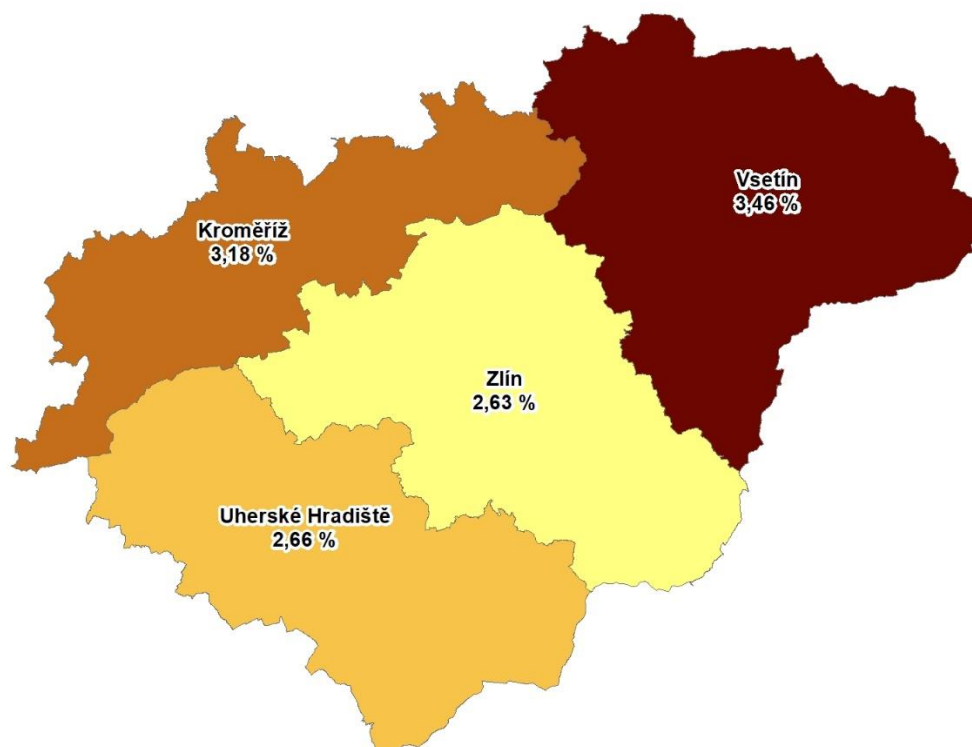 Vsetín
3,46 %
Kroměříž
3,18 %
Zlín
2,63 %
Uherské Hradiště
2,66 %